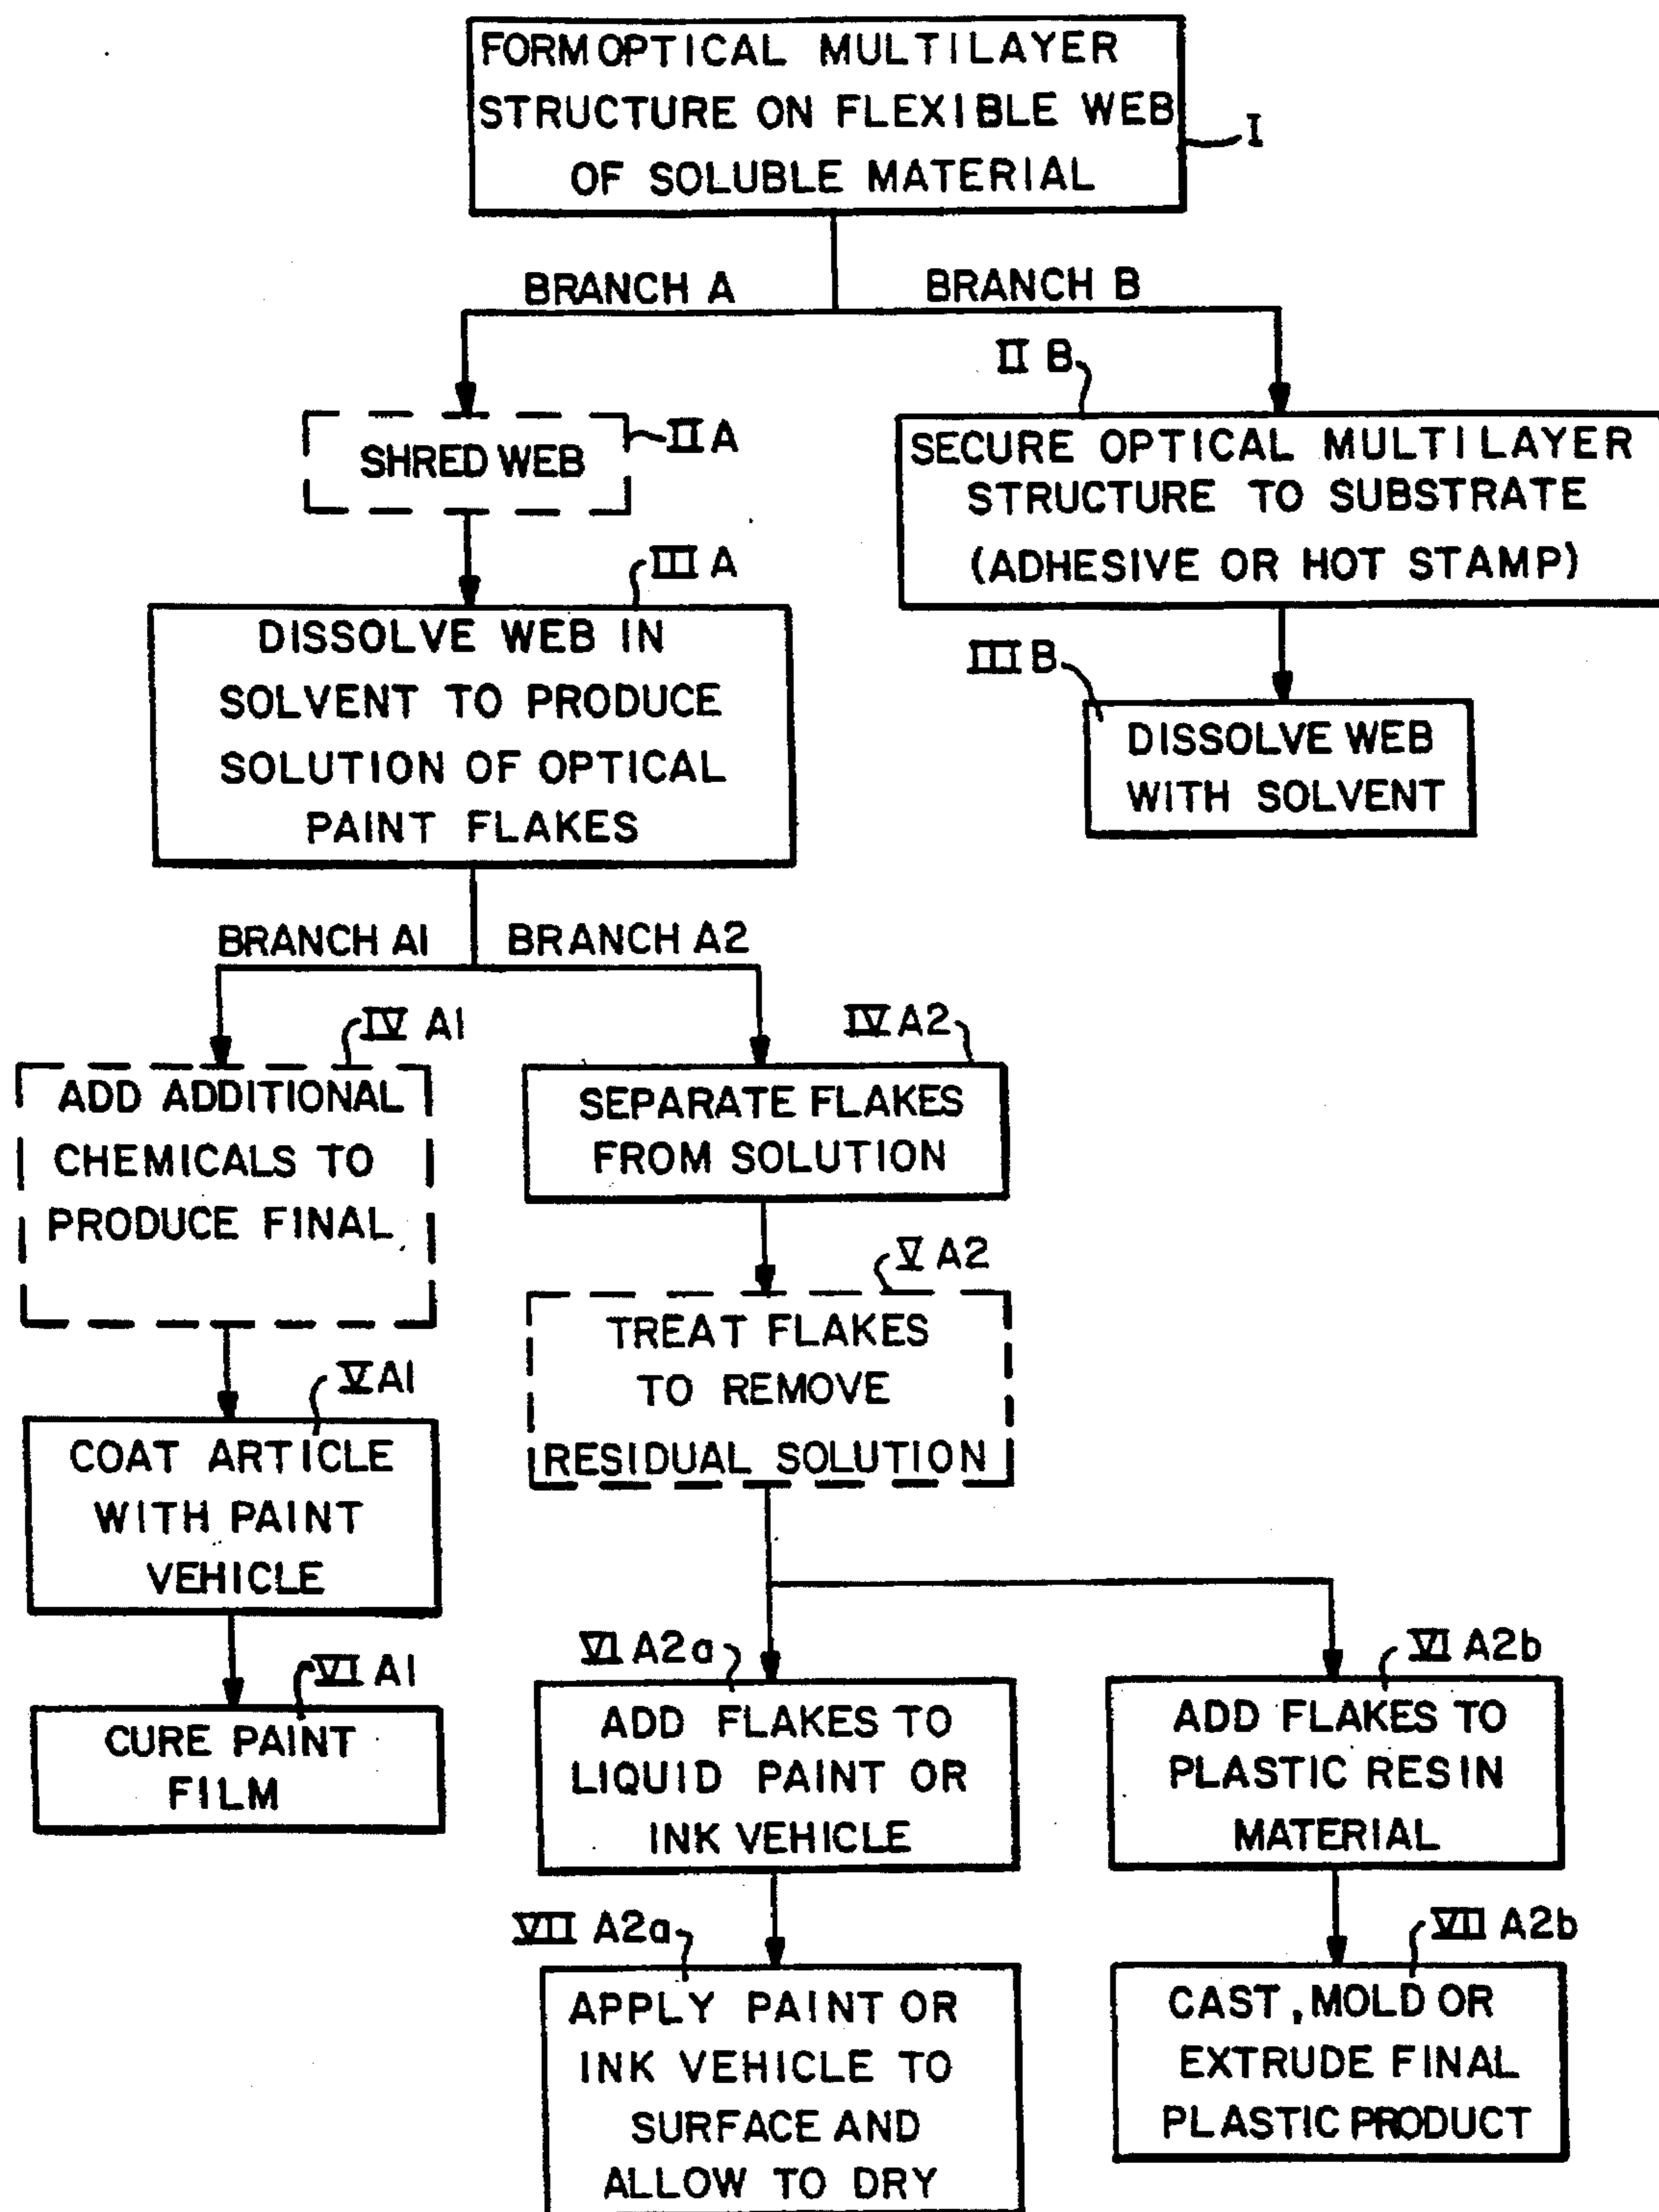 FORM OPTICAL MULTILAYER
STRUCTURE ON FLEXIBLE WEB
OF SOLUBLE MATERIAL
I
BRANCH A
BRANCH B
II A
SHRED WEB
II B
SECURE OPTICAL MULTILAYER
STRUCTURE TO SUBSTRATE
(ADHESIVE OR HOT STAMP)
III A
DISSOLVE WEB IN
SOLVENT TO PRODUCE
SOLUTION OF OPTICAL
PAINT FLAKES
III B
DISSOLVE WEB
WITH SOLVENT
BRANCH A1
BRANCH A2
IV A1
ADD ADDITIONAL
CHEMICALS TO
PRODUCE FINAL
IV A2
SEPARATE FLAKES
FROM SOLUTION
V A2
TREAT FLAKES
TO REMOVE
RESIDUAL SOLUTION
V A1
COAT ARTICLE
WITH PAINT
VEHICLE
VI A1
CURE PAINT
FILM
VI A2a
ADD FLAKES TO
LIQUID PAINT OR
INK VEHICLE
VI A2b
ADD FLAKES TO
PLASTIC RESIN
MATERIAL
VII A2a
APPLY PAINT OR
INK VEHICLE TO
SURFACE AND
ALLOW TO DRY
VII A2b
CAST, MOLD OR
EXTRUDE FINAL
PLASTIC PRODUCT